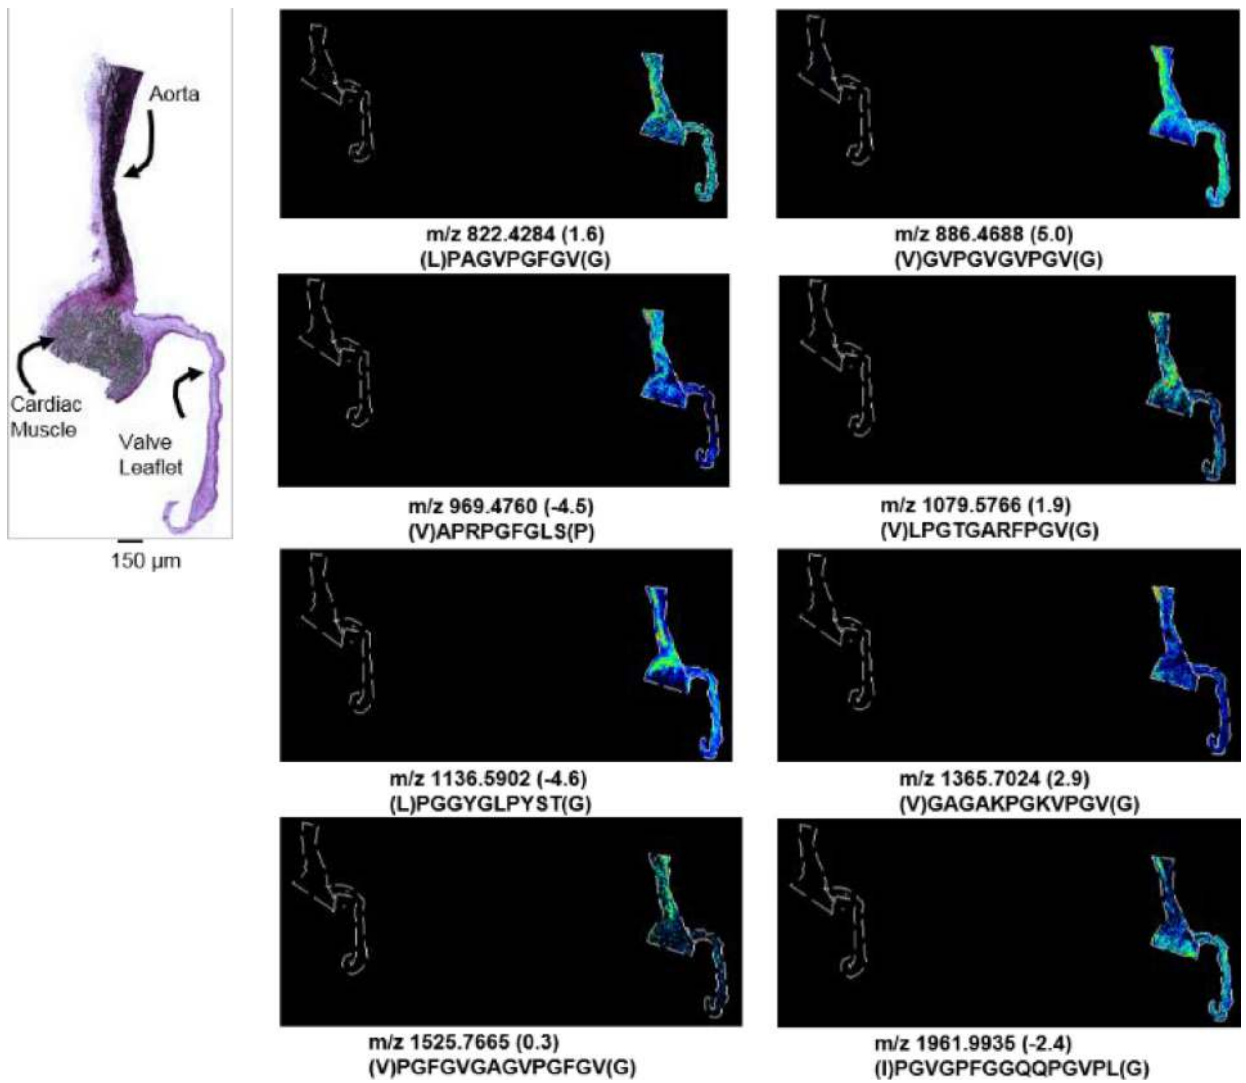 Aorta
Cardiac
Muscle
Valve
Leaflet
150 µm
m/z 822.4284 (1.6)
(L)PAGVPGFGV(G)
m/z 886.4688 (5.0)
(V)GVPGVGVPGV(G)
m/z 969.4760 (-4.5)
(V)APRPGFGLS(P)
m/z 1079.5766 (1.9)
(V)LPGTGARFPGV(G)
m/z 1136.5902 (-4.6)
(L)PGGYGLPYST(G)
m/z 1365.7024 (2.9)
(V)GAGAKPGKVPGV(G)
m/z 1525.7665 (0.3)
(V)PGFGVGAGVPGFGV(G)
m/z 1961.9935 (-2.4)
(I)PGVGPFGGQQPGVPL(G)